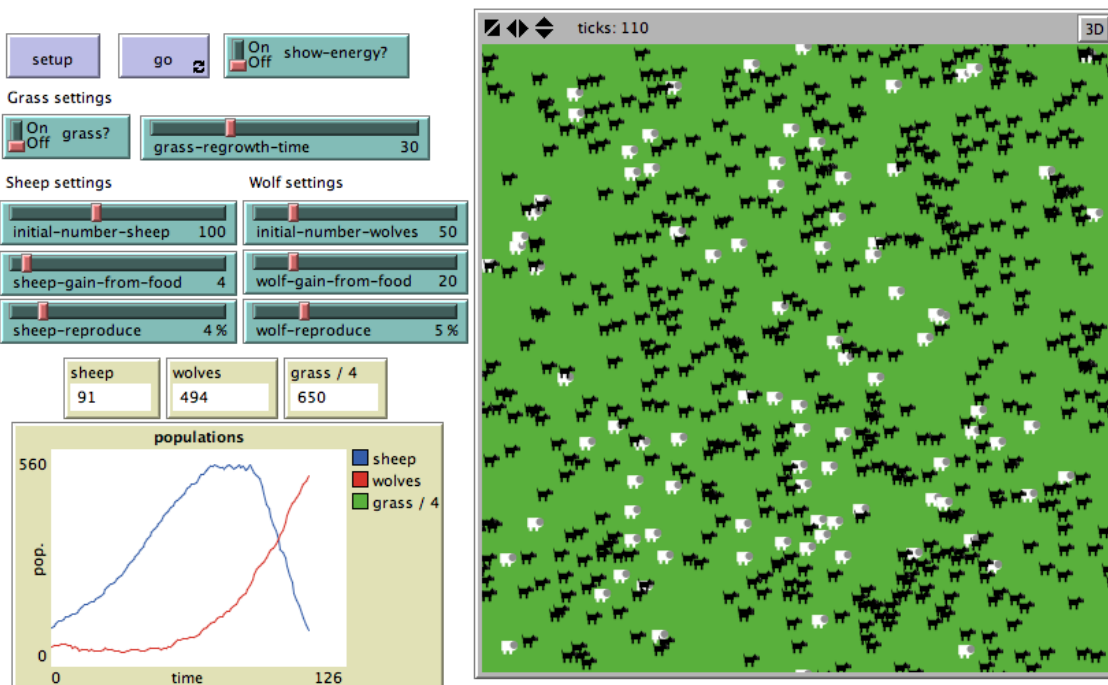 setup
go
On
Off
show-energy?
Grass settings
On
Off
grass?
grass-regrowth-time 30
Sheep settings
Wolf settings
initial-number-sheep 100
initial-number-wolves 50
sheep-gain-from-food 4
wolf-gain-from-food 20
sheep-reproduce 4 %
wolf-reproduce 5 %
sheep
91
wolves
494
grass / 4
650
populations
560
pop.
0
0
time
126
sheep
wolves
grass / 4
ticks: 110
3D